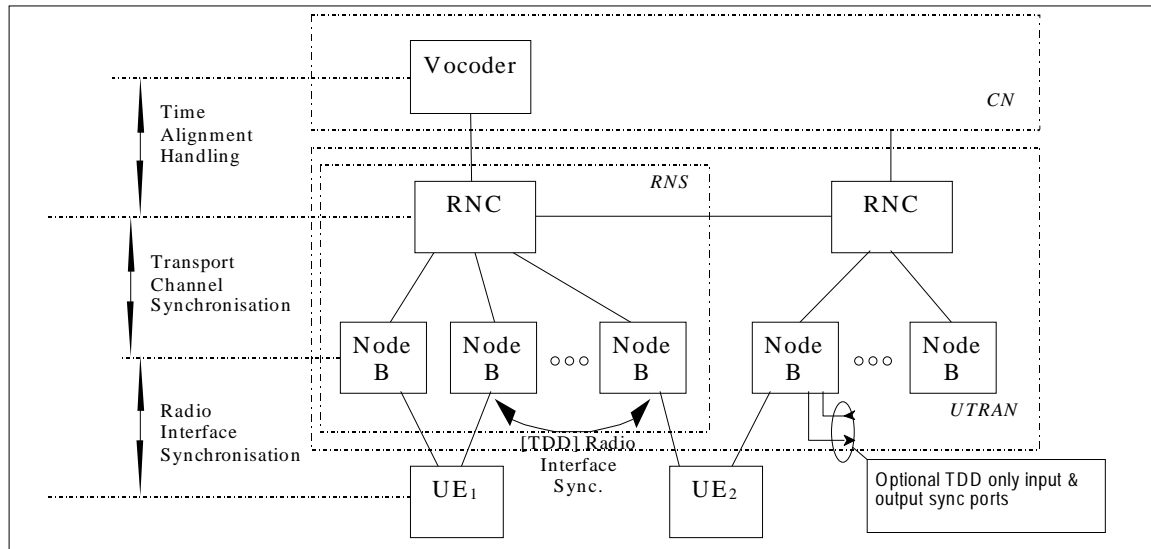 Vocoder
CN
Time
Alignment
Handling
RNS
RNC
RNC
Transport
Channel
Synchronisation
Node
B
Node
B
Node
B
Node
B
Node
B
UTRAN
Radio
Interface
Synchronisation
[TDD] Radio
Interface
Sync.
UE1
UE2
Optional TDD only input &
output sync ports